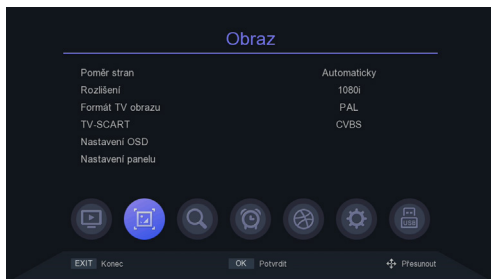 Obraz
Poměr stran Automaticky
Rozlišení 1080i
Formát TV obrazu PAL
TV-SCART CVBS
Nastavení OSD
Nastavení panelu
USB
EXIT Konec OK Potvrdit Přesunout